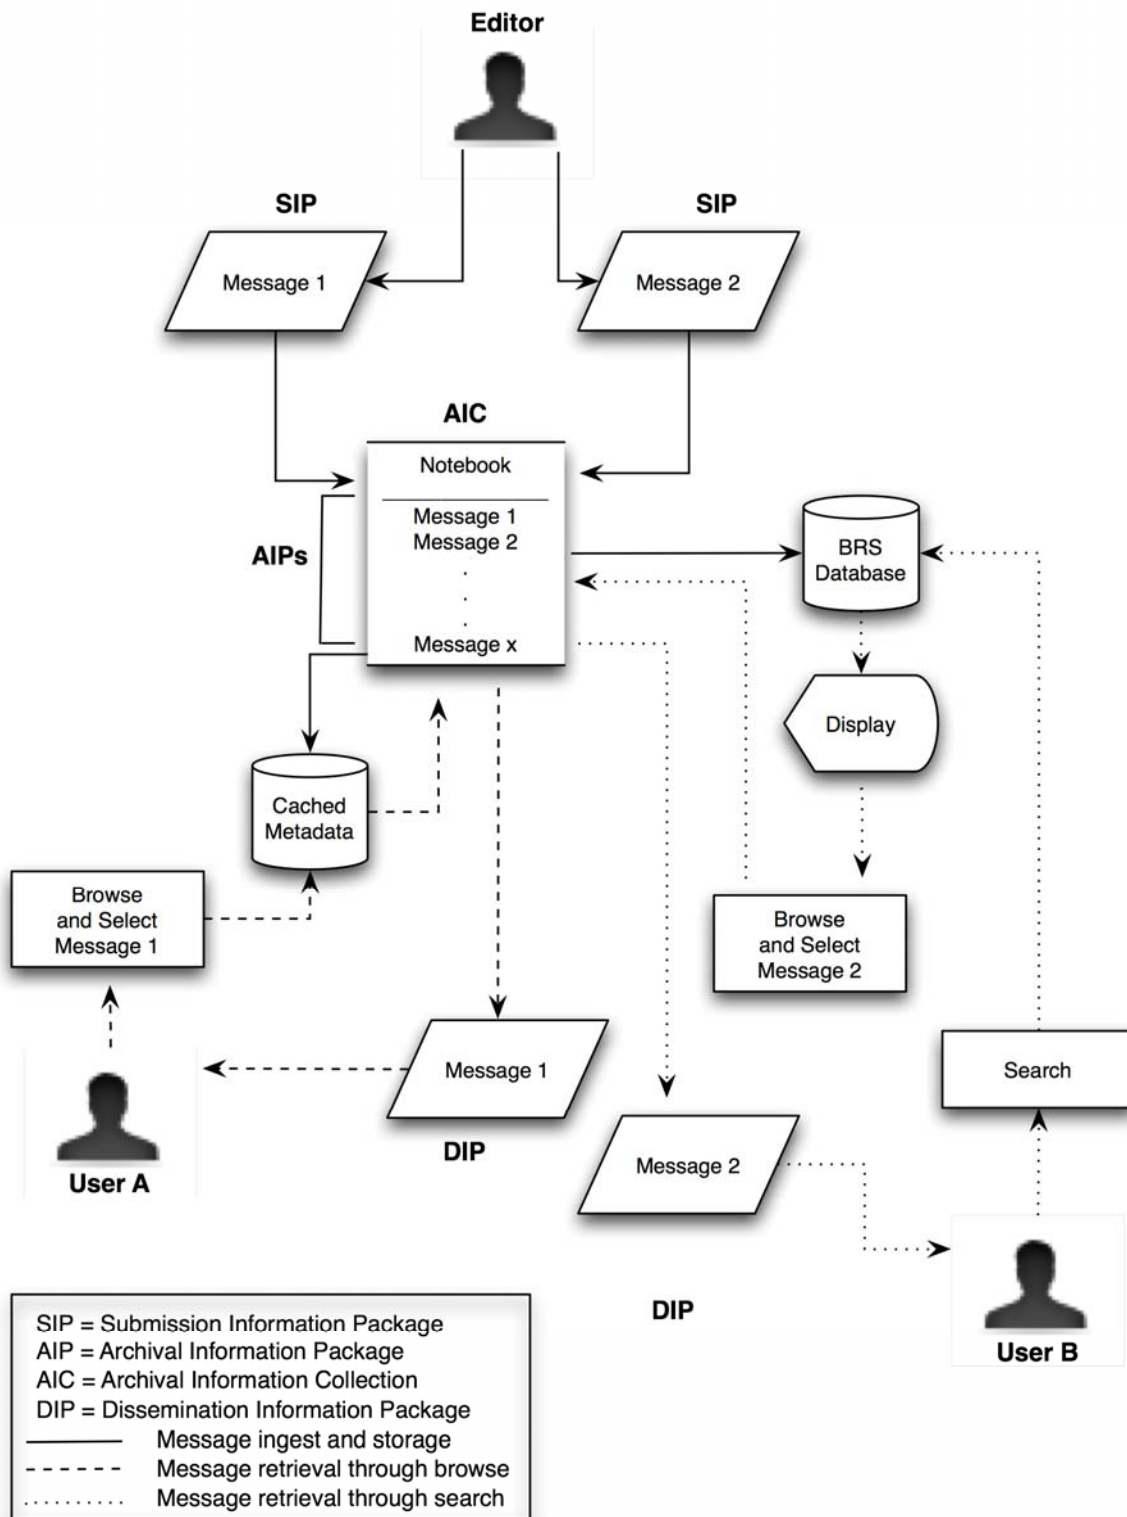 Editor
SIP
SIP
Message 1
Message 2
AIC
Notebook
Message 1
Message 2
.
.
.
Message x
AIPs
BRS
Database
Display
Cached
Metadata
Browse
and Select
Message 1
Browse
and Select
Message 2
Search
Message 1
DIP
Message 2
User A
DIP
User B
SIP = Submission Information Package
AIP = Archival Information Package
AIC = Archival Information Collection
DIP = Dissemination Information Package
Message ingest and storage
Message retrieval through browse
Message retrieval through search